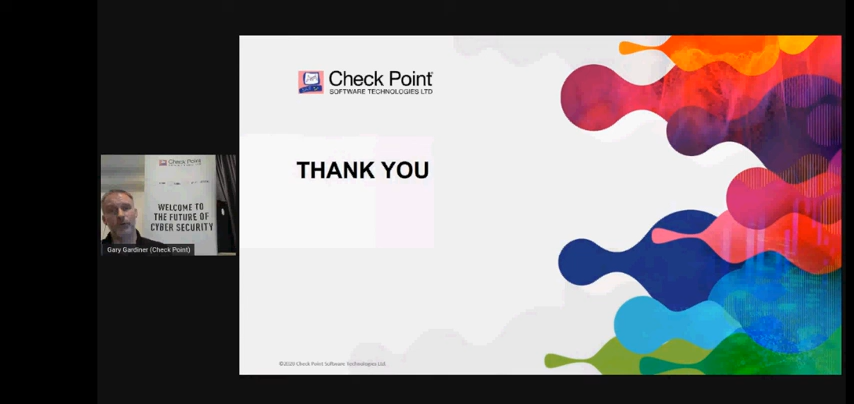 Check Point
SOFTWARE TECHNOLOGIES LTD
THANK YOU
Check Point
WELCOME TO
THE FUTURE OF
CYBER SECURITY
Gary Gardiner (Check Point)
©2020 Check Point Software Technologies Ltd.